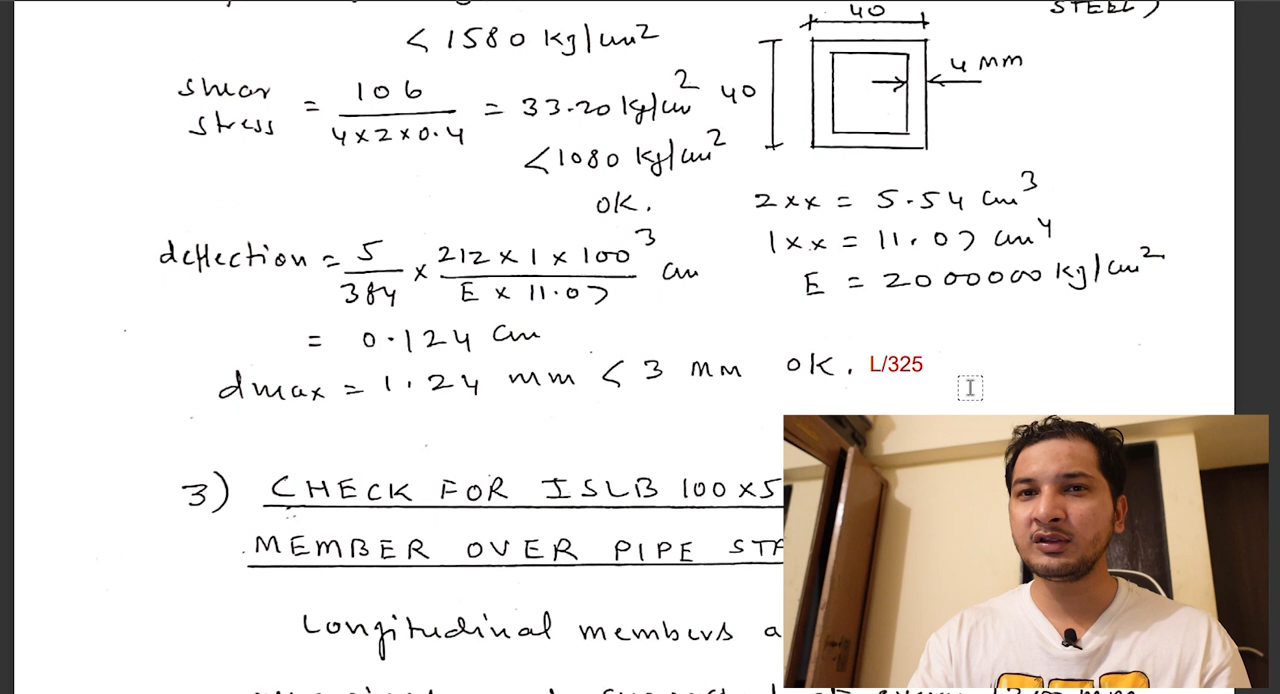 STEEL)
< 1580 kg/cm2
40
4 MM
40
shear stress = 106 / 4 x 2 x 0.4 = 33.20 kg/cm2
< 1080 kg/cm2
ok.
Zxx = 5.54 cm3
Ixx = 11.07 cm4
E = 2000000 kg/cm2
deflection = 5/384 x 212 x 1 x 1003 / E x 11.07 cm
= 0.124 cm
dmax = 1.24 mm < 3 MM ok. L/325
3) CHECK FOR ISLB 100 X 5
MEMBER OVER PIPE STA
Longitudinal members a